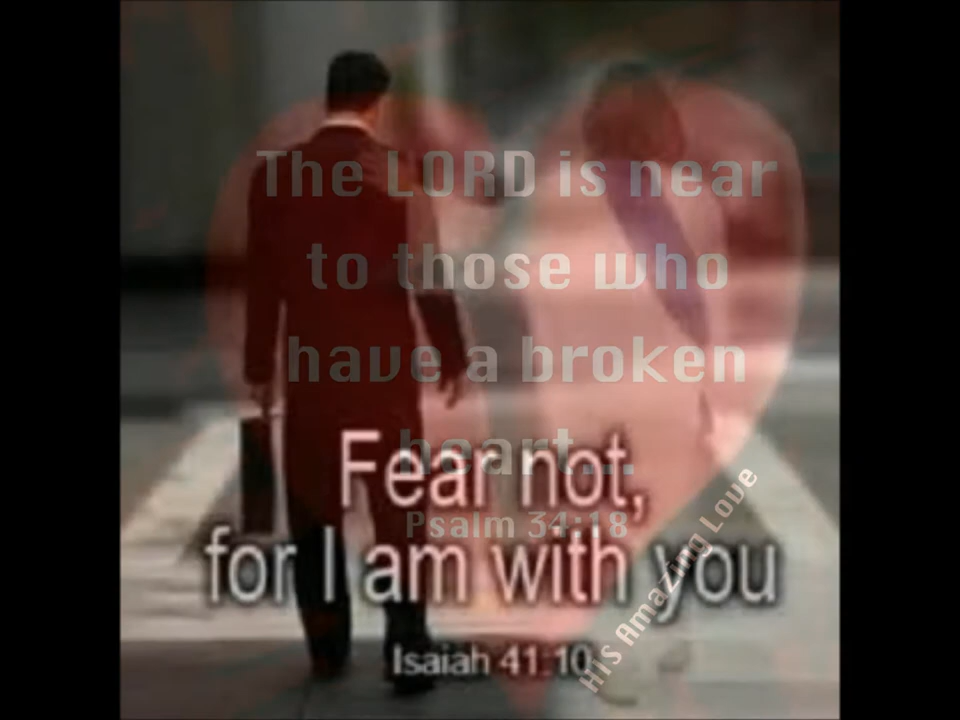 The LORD is near
to those who
have a broken
heart...
Psalm 34:18
Fear not,
for I am with you
Isaiah 41:10
His Amazing Love